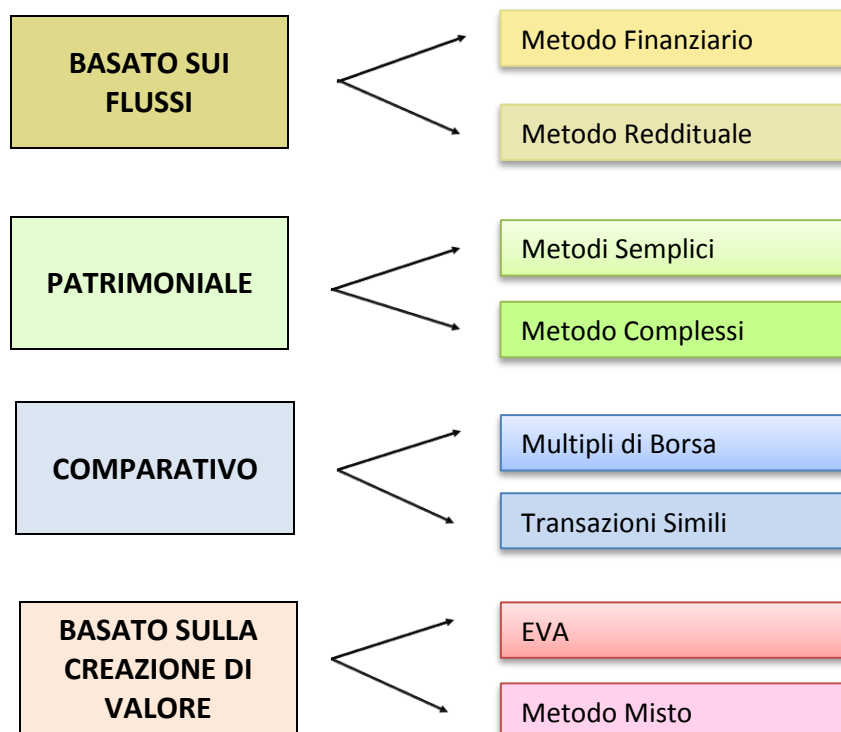 BASATO SUI
FLUSSI
Metodo Finanziario
Metodo Reddituale
PATRIMONIALE
Metodi Semplici
Metodo Complessi
COMPARATIVO
Multipli di Borsa
Transazioni Simili
BASATO SULLA
CREAZIONE DI
VALORE
EVA
Metodo Misto